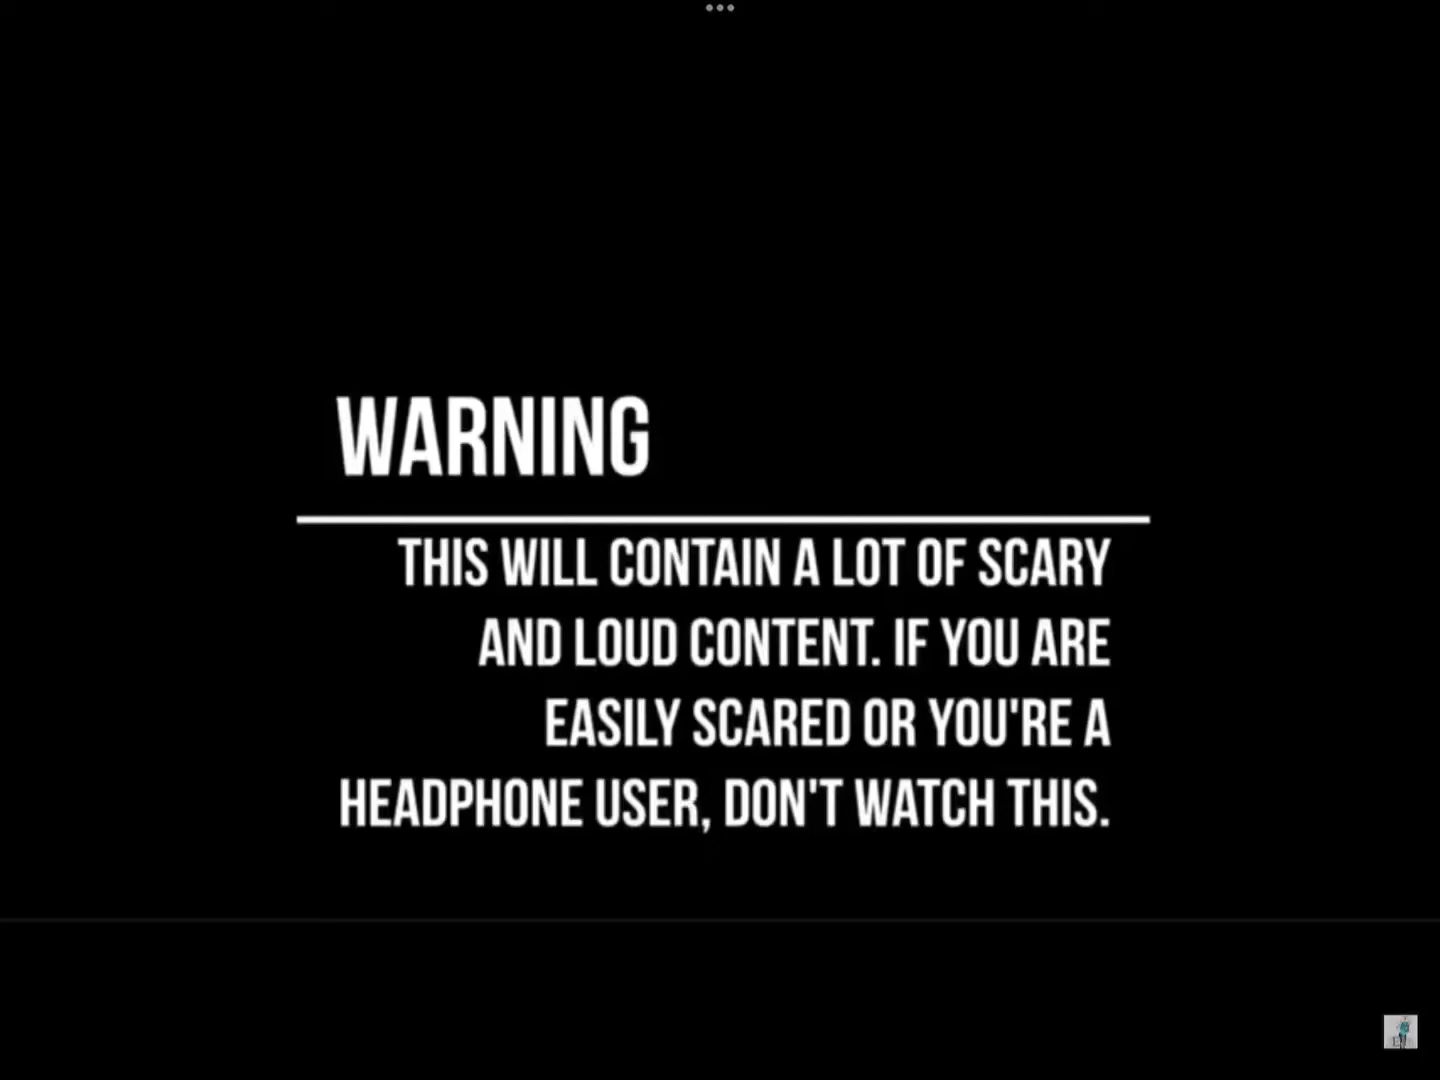 WARNING
THIS WILL CONTAIN A LOT OF SCARY
AND LOUD CONTENT. IF YOU ARE
EASILY SCARED OR YOU'RE A
HEADPHONE USER, DON'T WATCH THIS.